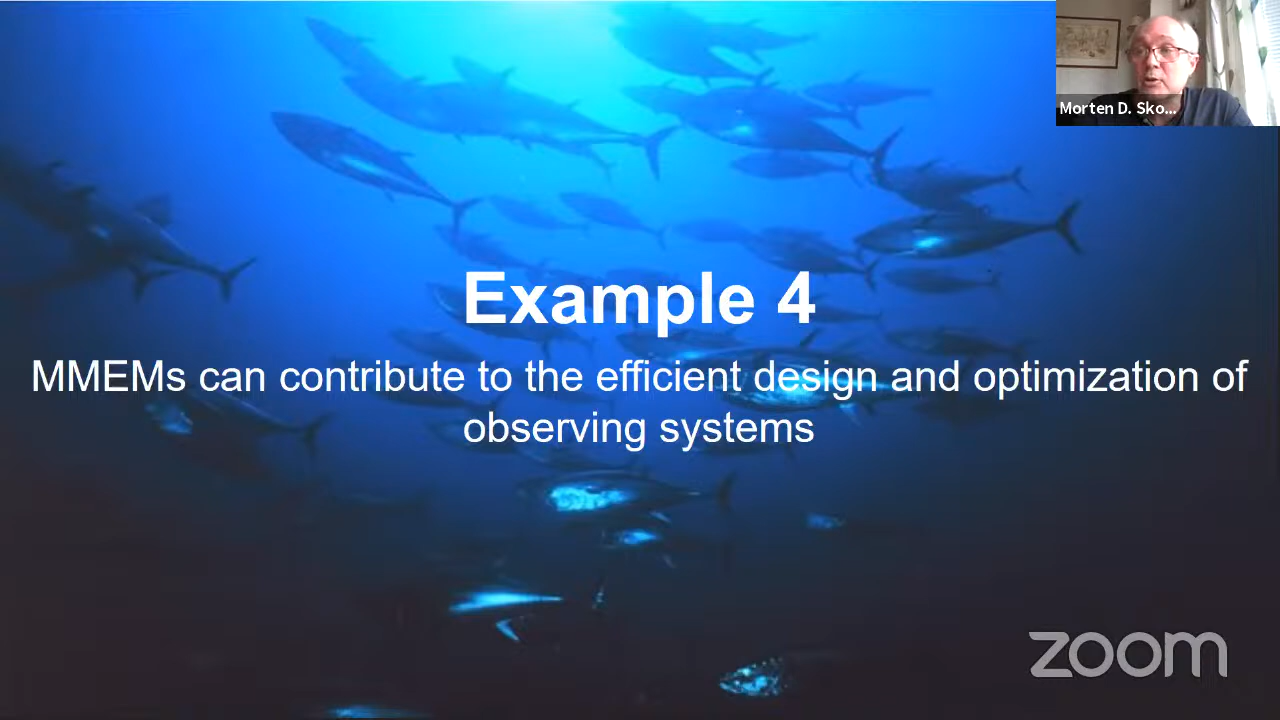 Morten D. Sko...
Example 4
MMEMs can contribute to the efficient design and optimization of
observing systems
zoom